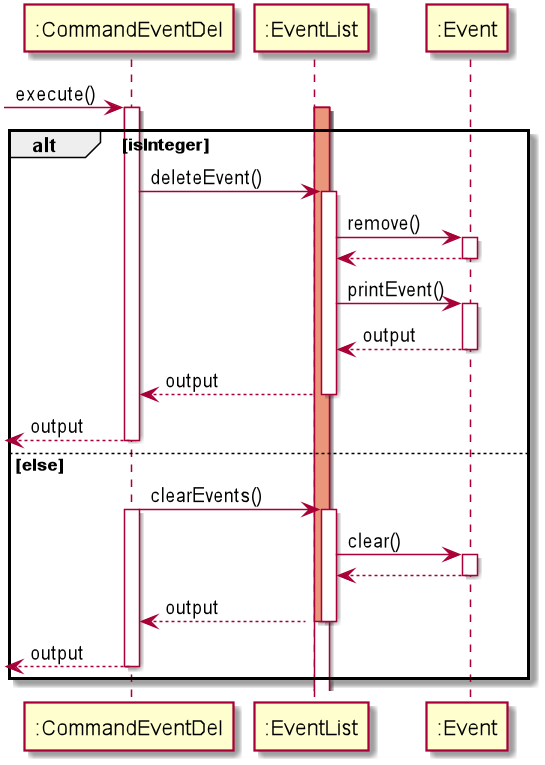 :CommandEventDel :EventList :Event
execute()
alt [isInteger]
deleteEvent()
remove()
printEvent()
output
output
output
[else]
clearEvents()
clear()
output
output
:CommandEventDel :EventList :Event